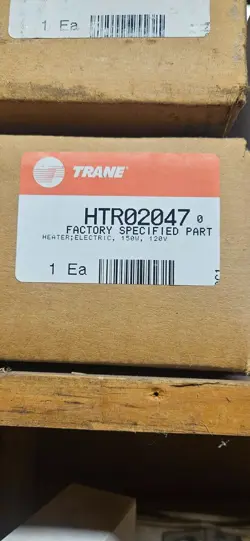 1 Ea
TRANE
HTR02047 0
FACTORY SPECIFIED PART
HEATER;ELECTRIC, 150W, 120V
1 Ea